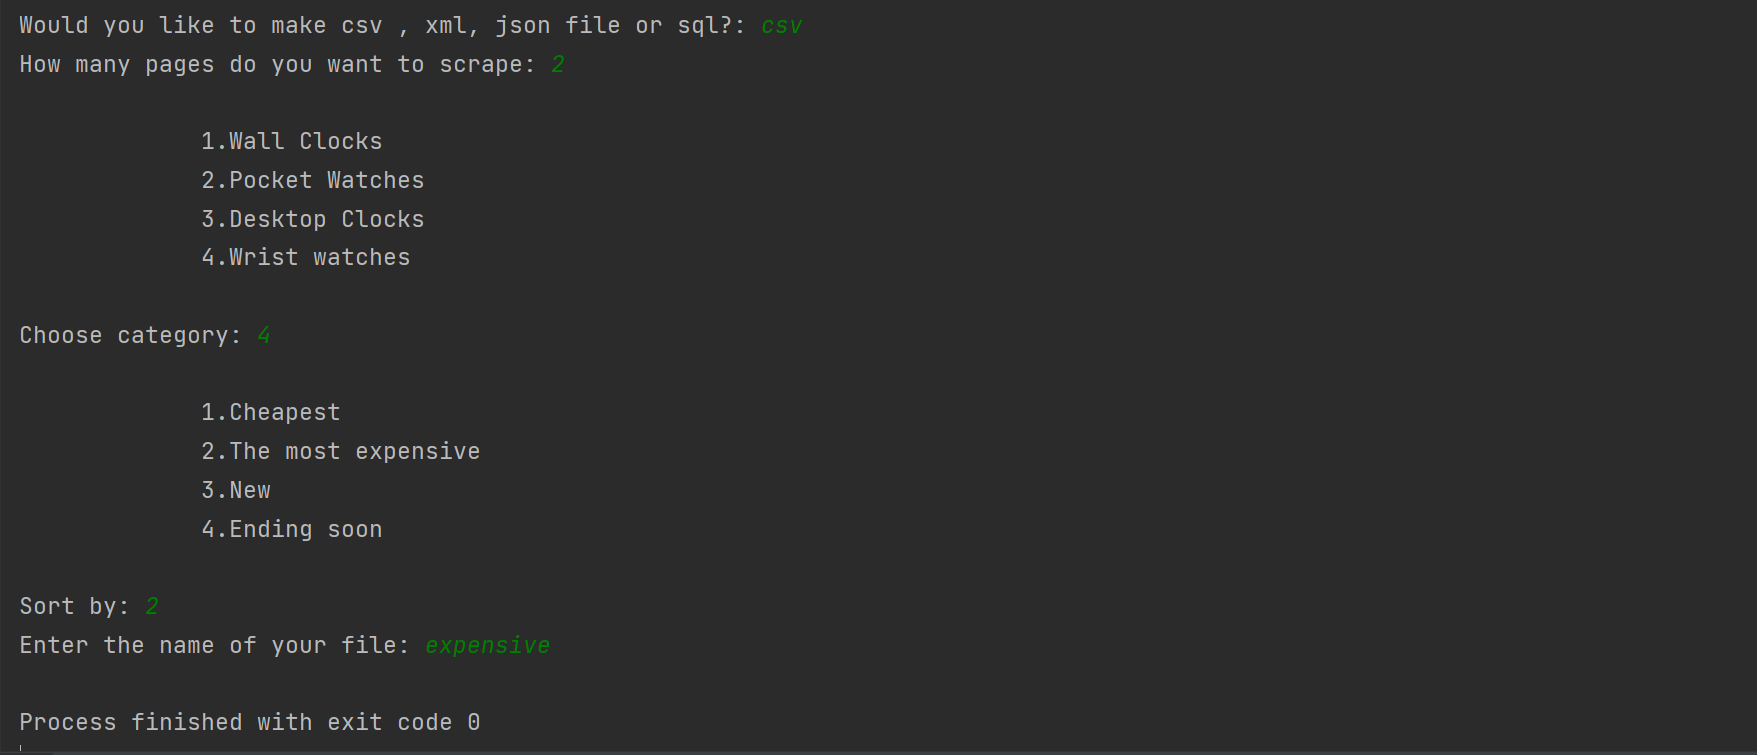 Would you like to make csv , xml, json file or sql?: csv
How many pages do you want to scrape: 2
1.Wall Clocks
2.Pocket Watches
3.Desktop Clocks
4.Wrist watches
Choose category: 4
1.Cheapest
2.The most expensive
3.New
4.Ending soon
Sort by: 2
Enter the name of your file: expensive
Process finished with exit code 0